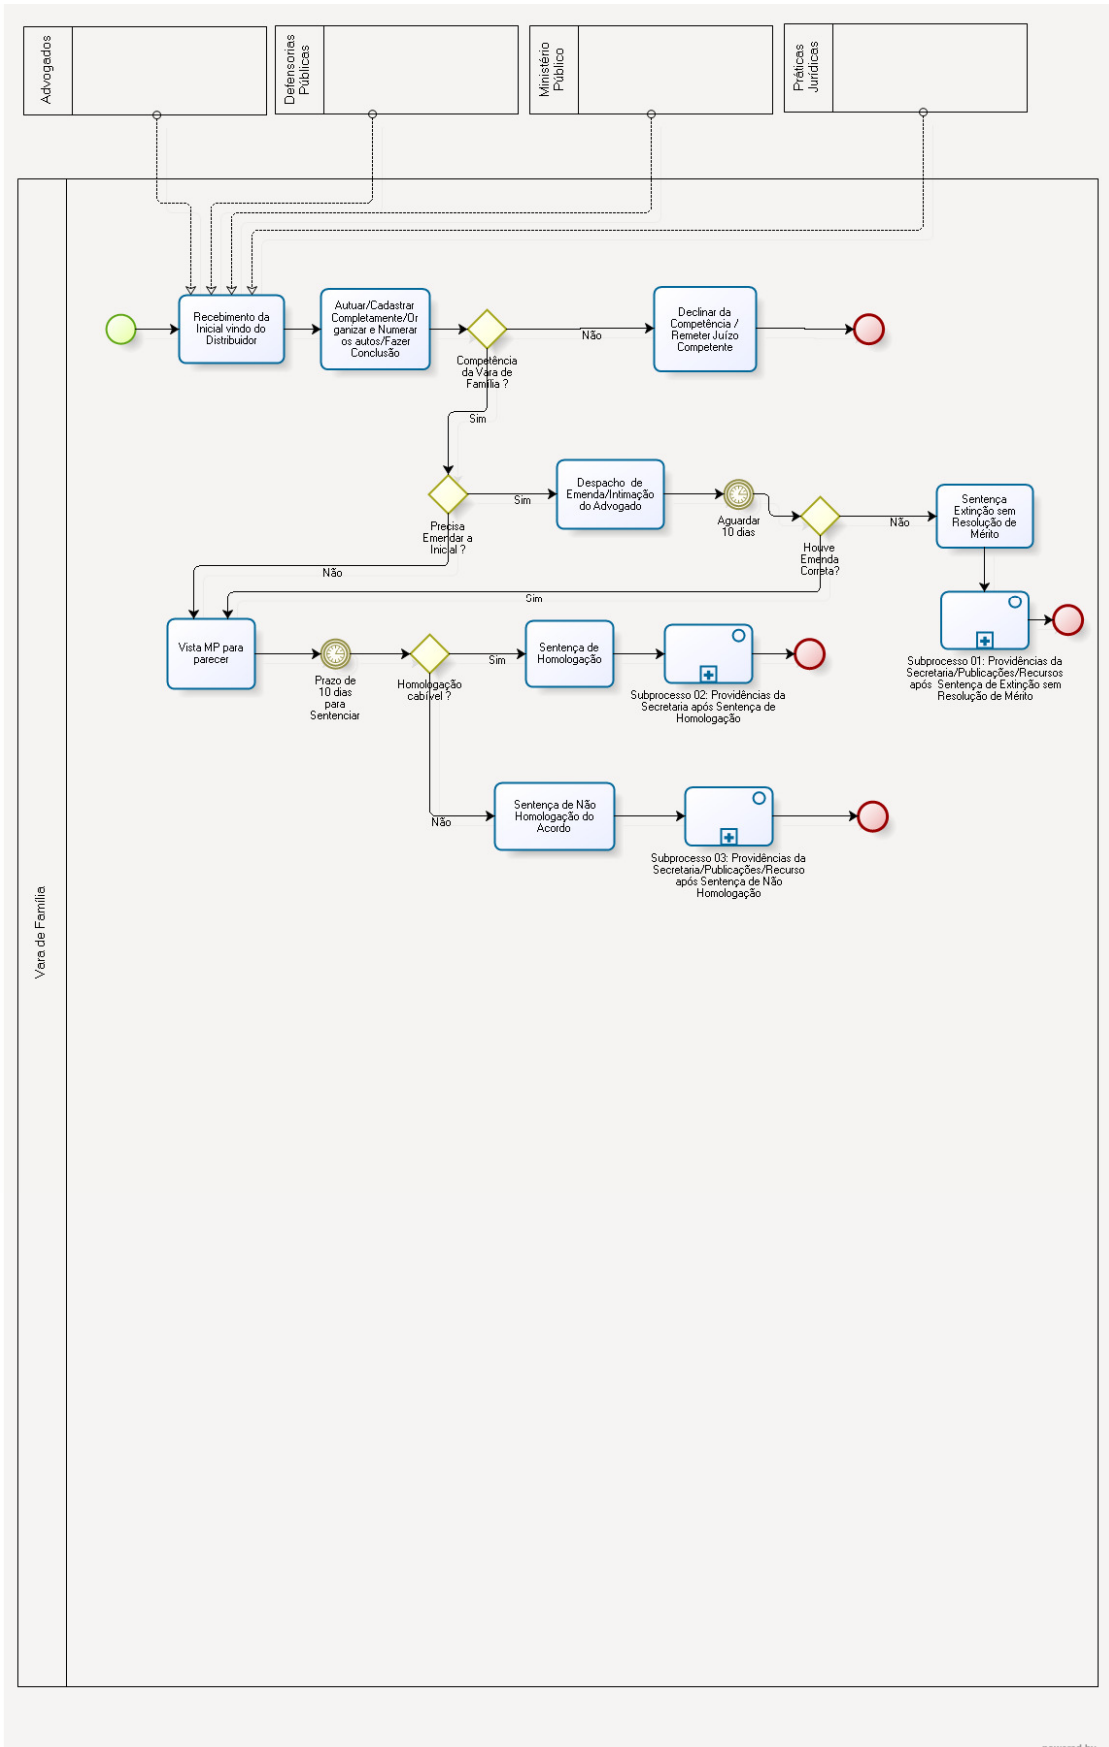 Advogados
Defensorias
Públicas
Ministério
Público
Práticas
Jurídicas
Vara de Família
Recebimento da
Inicial vindo do
Distribuidor
Autuar/Cadastrar
Completamente/Or
ganizar e Numerar
os autos/Fazer
Conclusão
Competência
da Vara de
Família ?
Não
Declinar da
Competência /
Remeter Juízo
Competente
Sim
Precisa
Emendar a
Inicial ?
Sim
Despacho de
Emenda/Intimação
do Advogado
Aguardar
10 dias
Houve
Emenda
Correta?
Não
Sentença
Extinção sem
Resolução de
Mérito
Não
Sim
Subprocesso 01: Providências da
Secretaria/Publicações/Recursos
após Sentença de Extinção sem
Resolução de Mérito
Vista MP para
parecer
Prazo de
10 dias
para
Sentenciar
Homologação
cabível ?
Sim
Sentença de
Homologação
Subprocesso 02: Providências da
Secretaria após Sentença de
Homologação
Não
Sentença de Não
Homologação do
Acordo
Subprocesso 03: Providências da
Secretaria/Publicações/Recurso
após Sentença de Não
Homologação